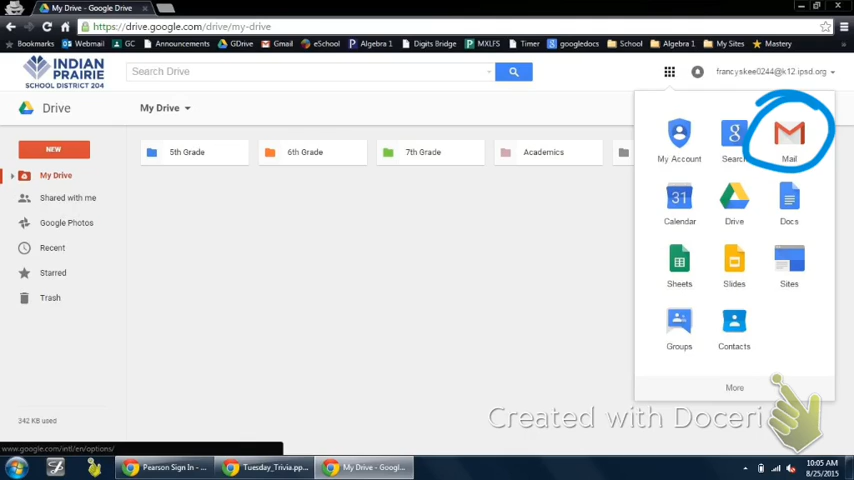 My Drive - Google Drive
https://drive.google.com/drive/my-drive
Bookmarks Webmail GC Announcements GDrive Gmail eSchool Algebra 1 Digits Bridge MXLFS Timer googledocs School Algebra 1 My Sites Mastery
INDIAN
PRAIRIE
SCHOOL DISTRICT 204
Search Drive
francyskee0244@k12.ipsd.org
Drive
My Drive
NEW
My Drive
Shared with me
Google Photos
Recent
Starred
Trash
5th Grade
6th Grade
7th Grade
Academics
My Account Search Mail
31
Calendar Drive Docs
Sheets Slides Sites
Groups Contacts
More
342 KB used
Created with Doceri
www.google.com/intl/en/options/
Pearson Sign In - ... Tuesday_Trivia.pp... My Drive - Googl...
10:05 AM
8/25/2015